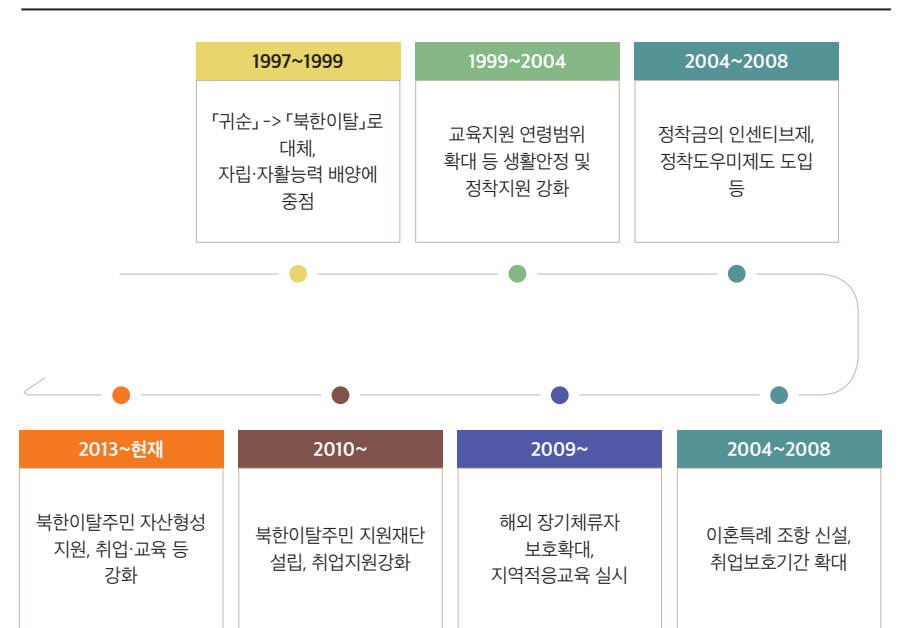 1997~1999
「귀순」 -> 「북한이탈」로
대체,
자립·자활능력 배양에
중점
1999~2004
교육지원 연령범위
확대 등 생활안정 및
정착지원 강화
2004~2008
정착금의 인센티브제,
정착도우미제도 도입
등
2013~현재
북한이탈주민 자산형성
지원, 취업·교육 등
강화
2010~
북한이탈주민 지원재단
설립, 취업지원강화
2009~
해외 장기체류자
보호확대,
지역적응교육 실시
2004~2008
이혼특례 조항 신설,
취업보호기간 확대